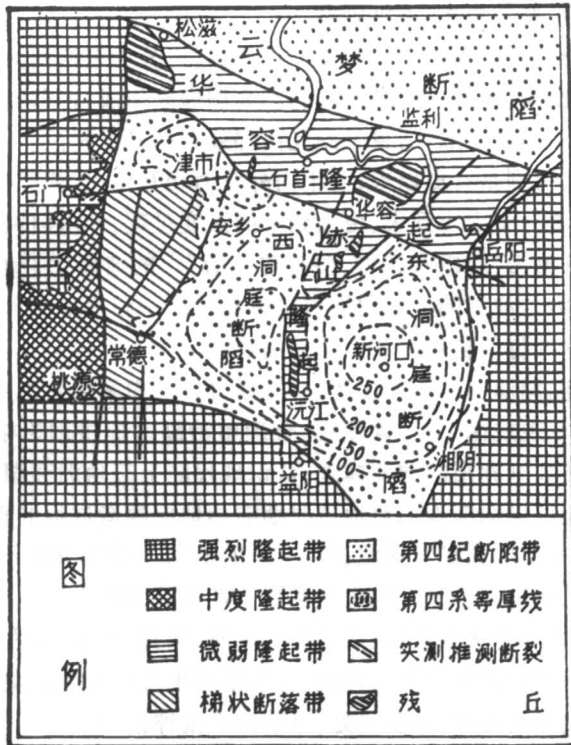 松滋
云梦断陷
华容隆起
监利
津市
石首
石门
华容
安乡
西洞庭断陷
赤山隆起
岳阳
东洞庭断陷
新河口
250
200
150
100
常德
桃源
沅江
湘阴
益阳
图例
强烈隆起带
第四纪断陷带
中度隆起带
第四系等厚线
微弱隆起带
实测推测断裂
梯状断落带
残丘